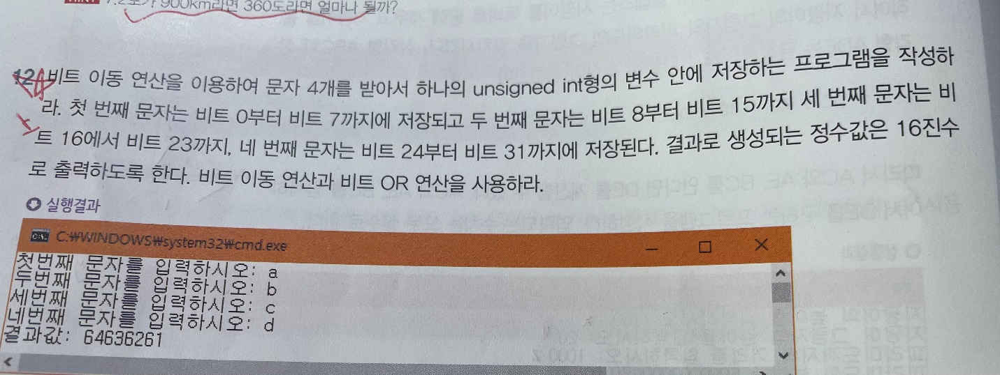 7.2도가 900km라면 360도라면 얼마나 될까?
12 비트 이동 연산을 이용하여 문자 4개를 받아서 하나의 unsigned int형의 변수 안에 저장하는 프로그램을 작성하
라. 첫 번째 문자는 비트 0부터 비트 7까지에 저장되고 두 번째 문자는 비트 8부터 비트 15까지 세 번째 문자는 비
트 16에서 비트 23까지, 네 번째 문자는 비트 24부터 비트 31까지에 저장된다. 결과로 생성되는 정수값은 16진수
로 출력하도록 한다. 비트 이동 연산과 비트 OR 연산을 사용하라.
실행결과
C:₩WINDOWS₩system32₩cmd.exe
첫번째 문자를 입력하시오: a
두번째 문자를 입력하시오: b
세번째 문자를 입력하시오: c
네번째 문자를 입력하시오: d
결과값: 64636261